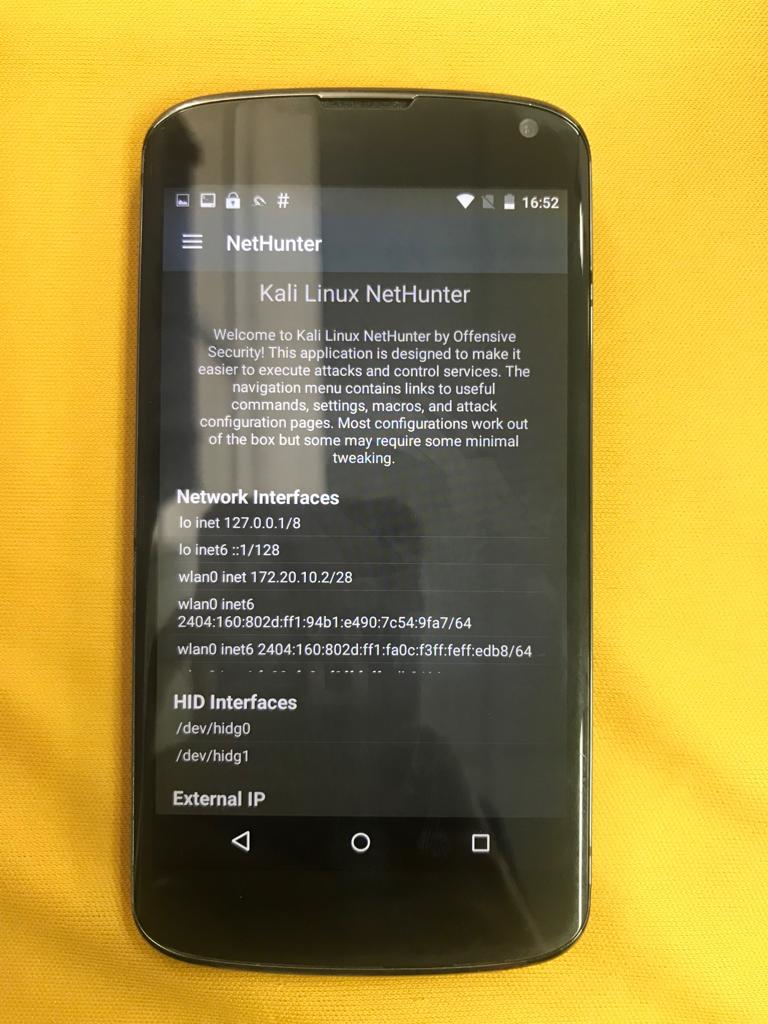 # 16:52
NetHunter
Kali Linux NetHunter
Welcome to Kali Linux NetHunter by Offensive
Security! This application is designed to make it
easier to execute attacks and control services. The
navigation menu contains links to useful
commands, settings, macros, and attack
configuration pages. Most configurations work out
of the box but some may require some minimal
tweaking.
Network Interfaces
lo inet 127.0.0.1/8
lo inet6 ::1/128
wlan0 inet 172.20.10.2/28
wlan0 inet6
2404:160:802d:ff1:94b1:e490:7c54:9fa7/64
wlan0 inet6 2404:160:802d:ff1:fa0c:f3ff:feff:edb8/64
HID Interfaces
/dev/hidg0
/dev/hidg1
External IP